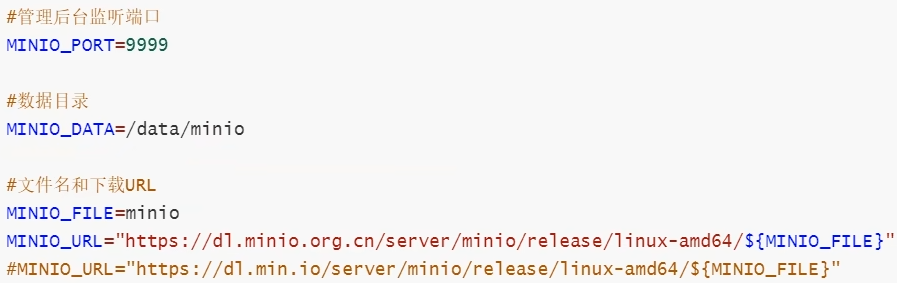 #管理后台监听端口
MINIO_PORT=9999
#数据目录
MINIO_DATA=/data/minio
#文件名和下载URL
MINIO_FILE=minio
MINIO_URL="https://dl.minio.org.cn/server/minio/release/linux-amd64/${MINIO_FILE}"
#MINIO_URL="https://dl.min.io/server/minio/release/linux-amd64/${MINIO_FILE}"